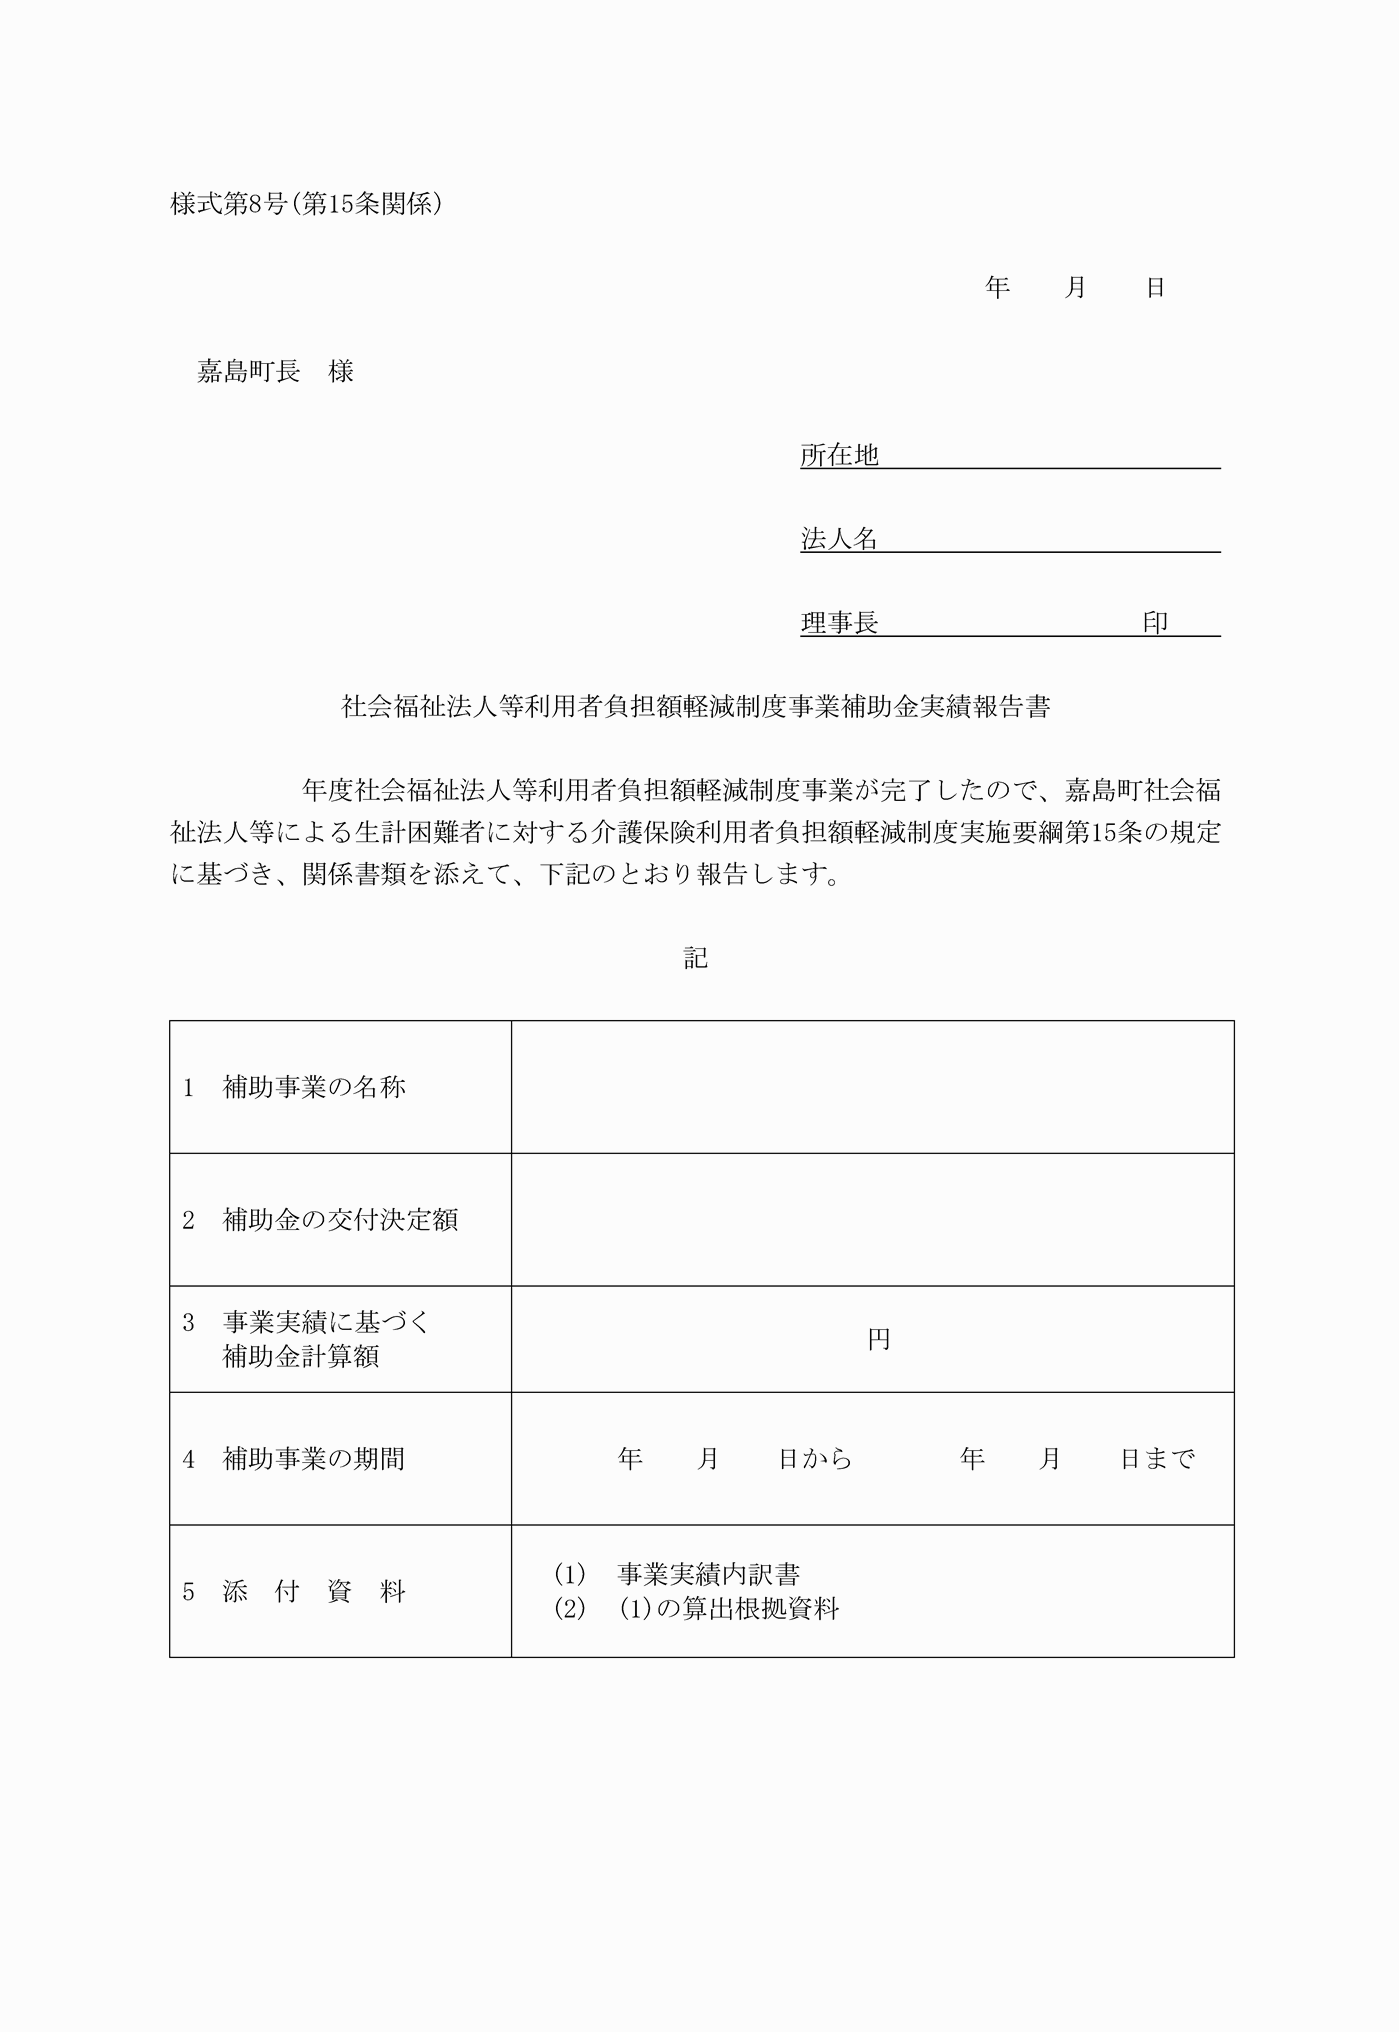 様式第8号(第15条関係)
年　　月　　日
嘉島町長　様
所在地
法人名
理事長　　　　　　　　　　印
社会福祉法人等利用者負担額軽減制度事業補助金実績報告書
年度社会福祉法人等利用者負担額軽減制度事業が完了したので、嘉島町社会福
祉法人等による生計困難者に対する介護保険利用者負担額軽減制度実施要綱第15条の規定
に基づき、関係書類を添えて、下記のとおり報告します。
記
1　補助事業の名称
2　補助金の交付決定額
3　事業実績に基づく
補助金計算額
円
4　補助事業の期間
年　　月　　日から　　　　年　　月　　日まで
5　添　付　資　料
(1)　事業実績内訳書
(2)　(1)の算出根拠資料